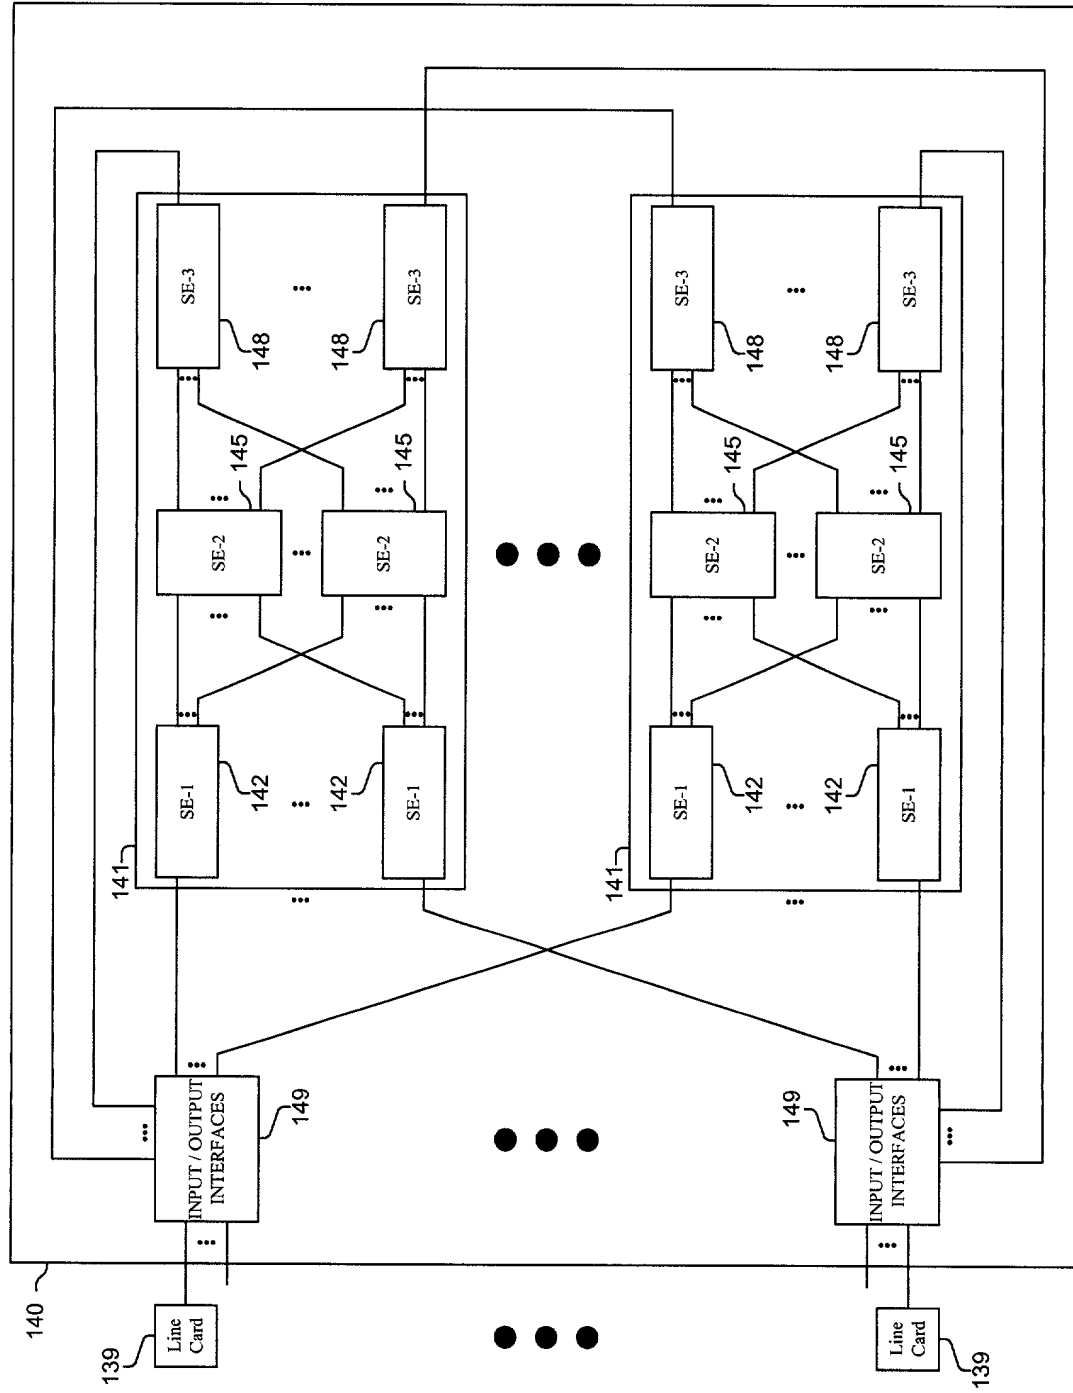 140
139
Line
Card
INPUT / OUTPUT
INTERFACES
149
141
SE-1
142
SE-1
142
SE-2
145
SE-2
145
SE-3
148
SE-3
148
141
SE-1
142
SE-1
142
SE-2
145
SE-2
145
SE-3
148
SE-3
148
INPUT / OUTPUT
INTERFACES
149
Line
Card
139